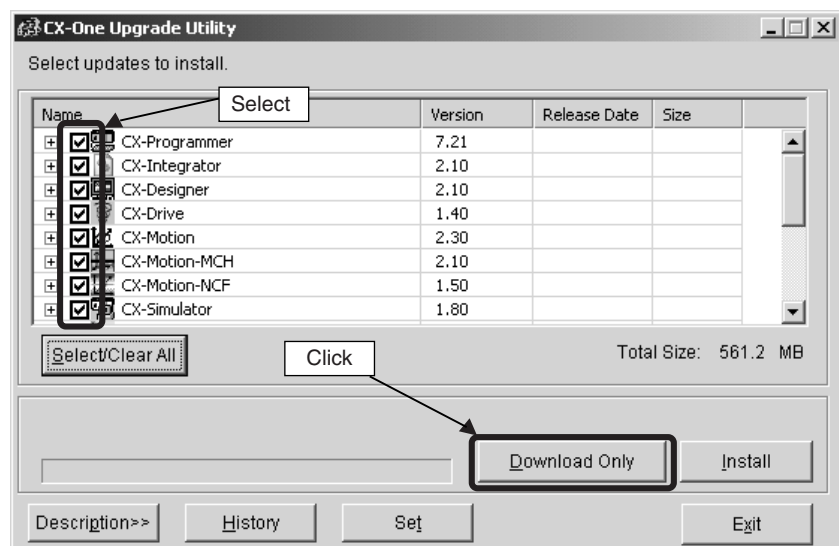 CX-One Upgrade Utility
Select updates to install.
Select
Name Version Release Date Size
CX-Programmer 7.21
CX-Integrator 2.10
CX-Designer 2.10
CX-Drive 1.40
CX-Motion 2.30
CX-Motion-MCH 2.10
CX-Motion-NCF 1.50
CX-Simulator 1.80
Select/Clear All Click Total Size: 561.2 MB
Download Only Install
Description>> History Set Exit